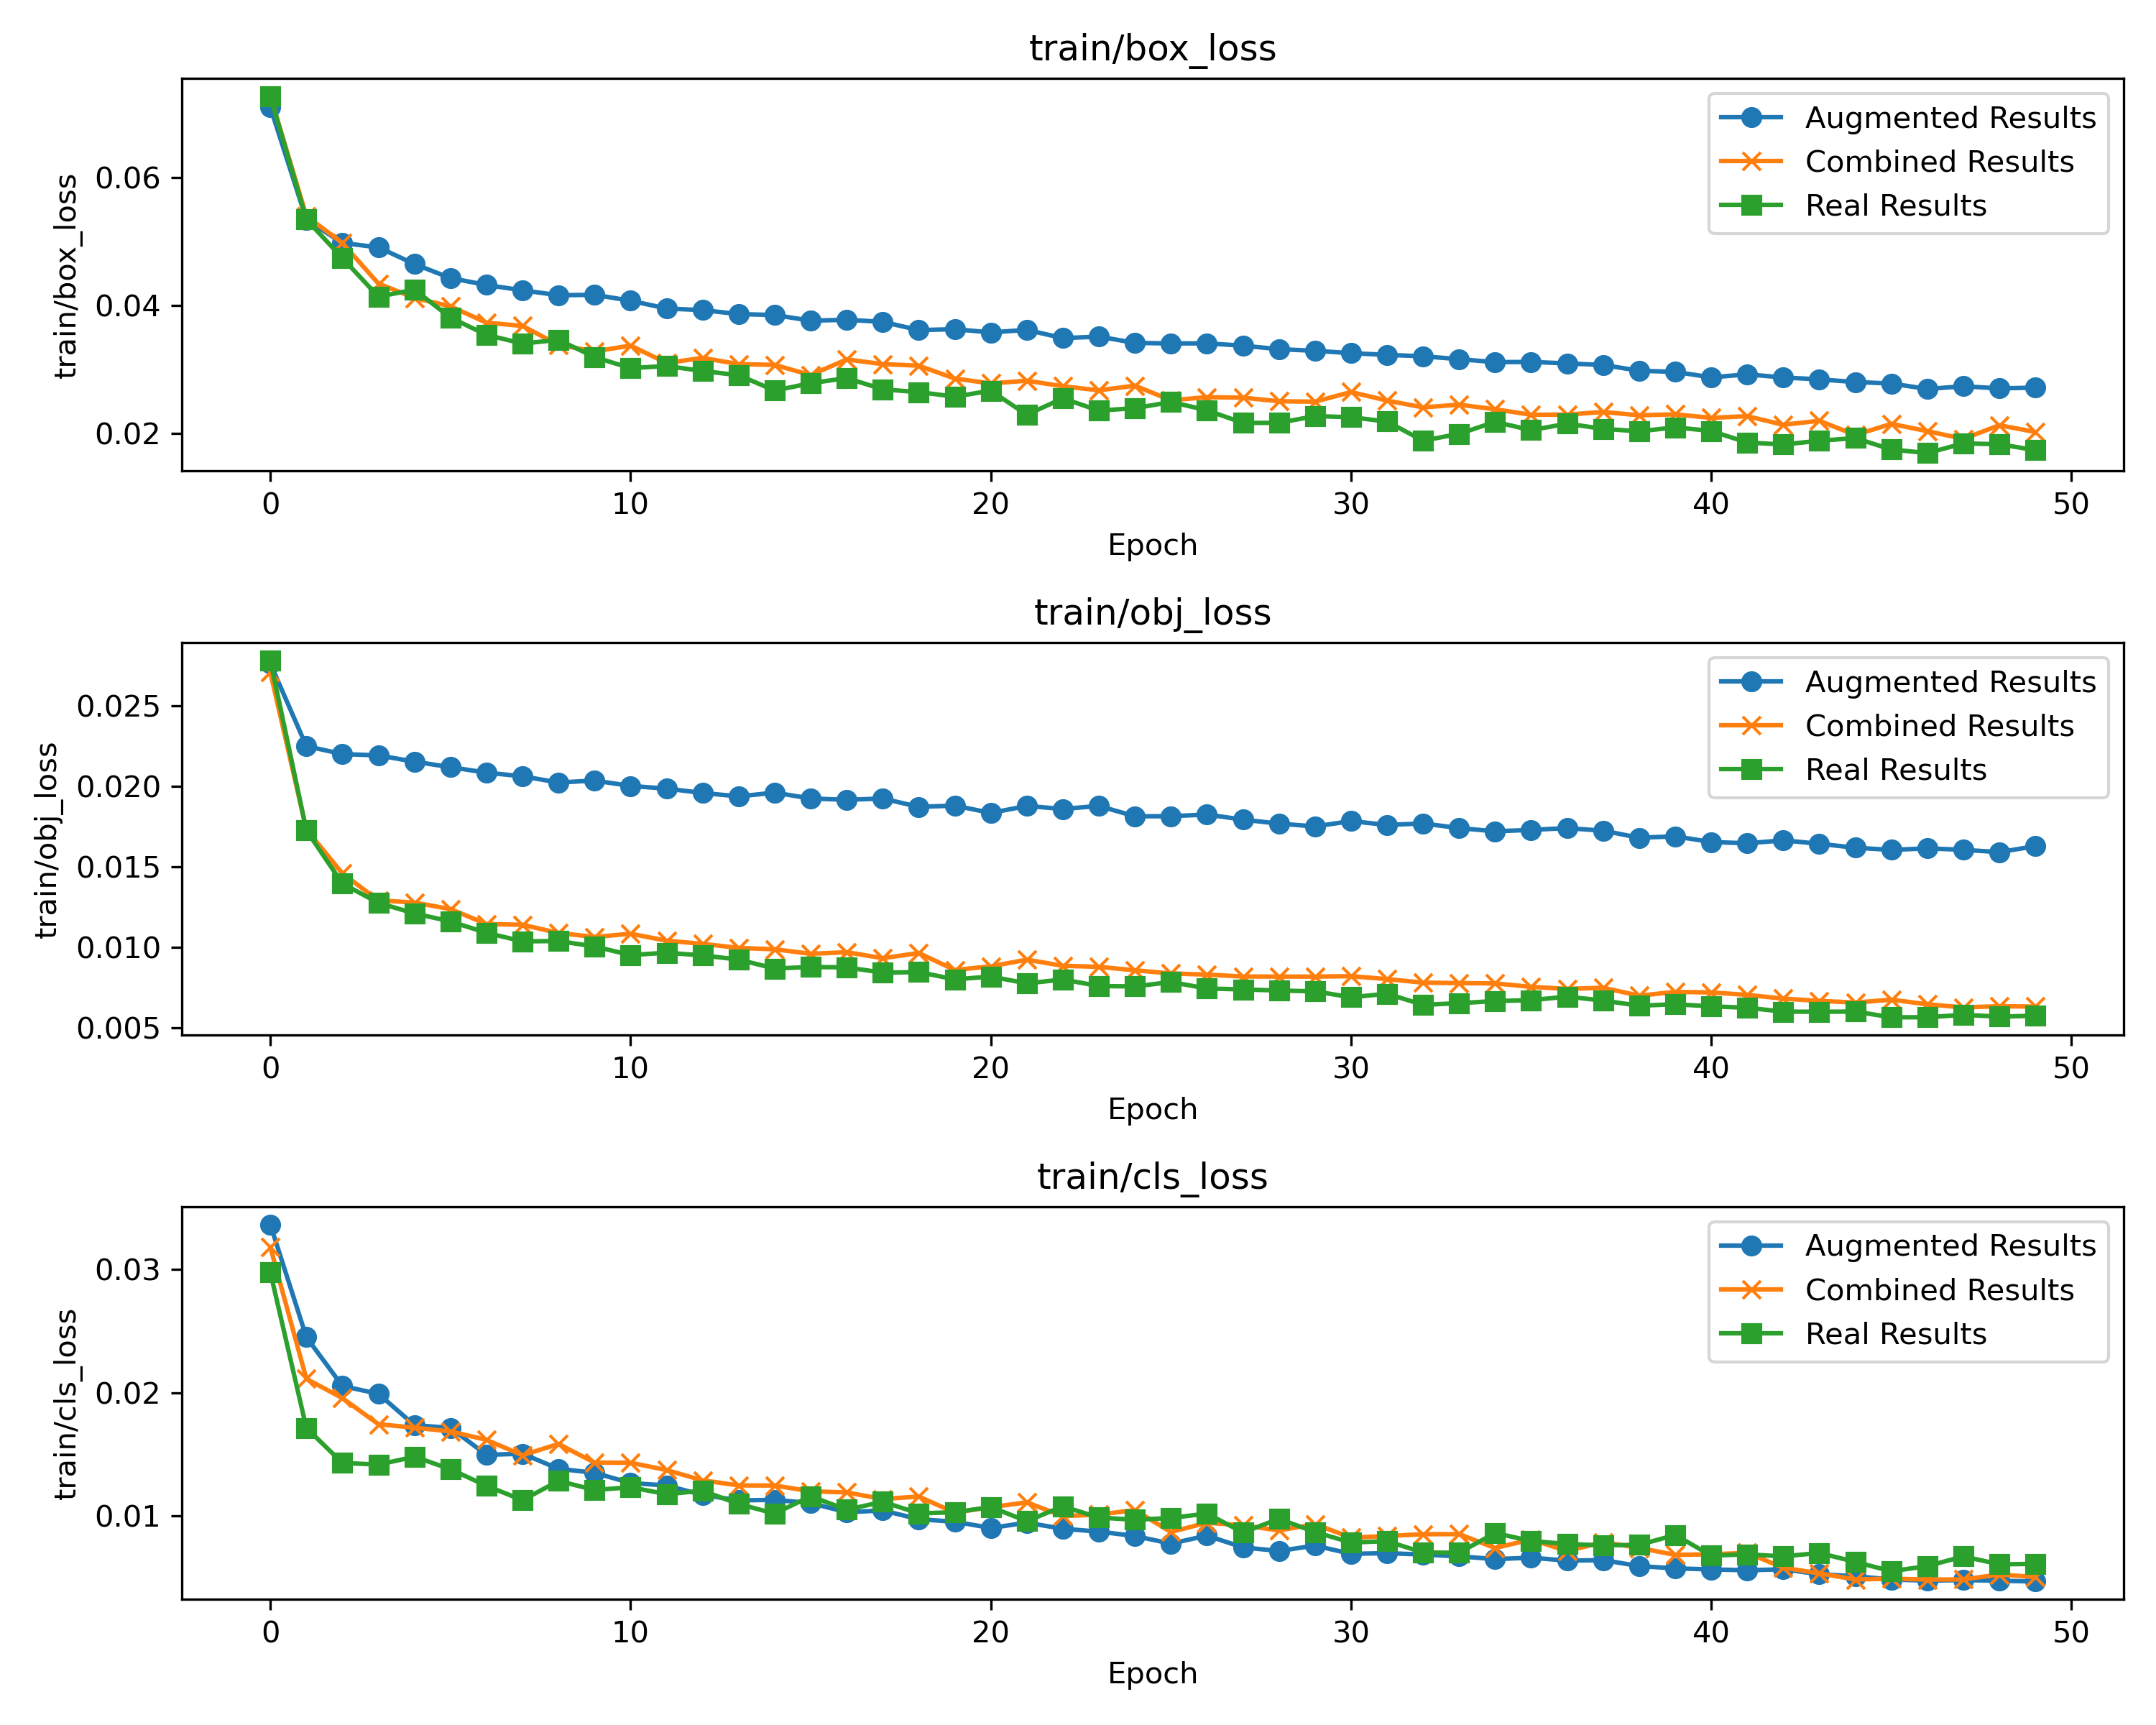 train/box_loss
train/box_loss
0.06
0.04
0.02
Augmented Results
Combined Results
Real Results
0 10 20 30 40 50
Epoch
train/obj_loss
train/obj_loss
0.025
0.020
0.015
0.010
0.005
Augmented Results
Combined Results
Real Results
0 10 20 30 40 50
Epoch
train/cls_loss
train/cls_loss
0.03
0.02
0.01
Augmented Results
Combined Results
Real Results
0 10 20 30 40 50
Epoch